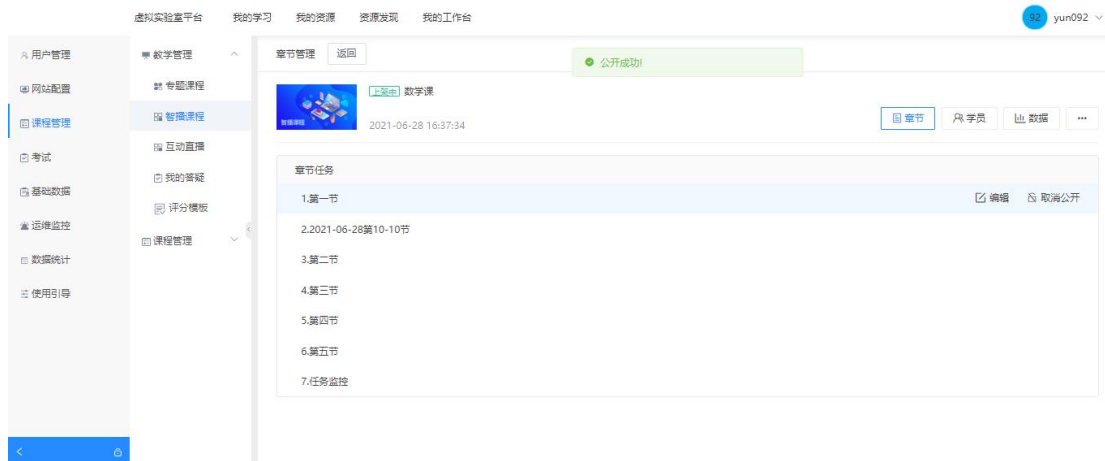 虚拟实验室平台 我的学习 我的资源 资源发现 我的工作台 92 yun092
用户管理
网站配置
课程管理
考试
基础数据
运维监控
数据统计
使用引导
教学管理
专题课程
智播课程
互动直播
我的答疑
评分模板
课程管理
章节管理 返回
公开成功!
智播课程
上架中 数学课
2021-06-28 16:37:34
章节 学员 数据 ...
章节任务
1.第一节 编辑 取消公开
2.2021-06-28第10-10节
3.第二节
4.第三节
5.第四节
6.第五节
7.任务监控